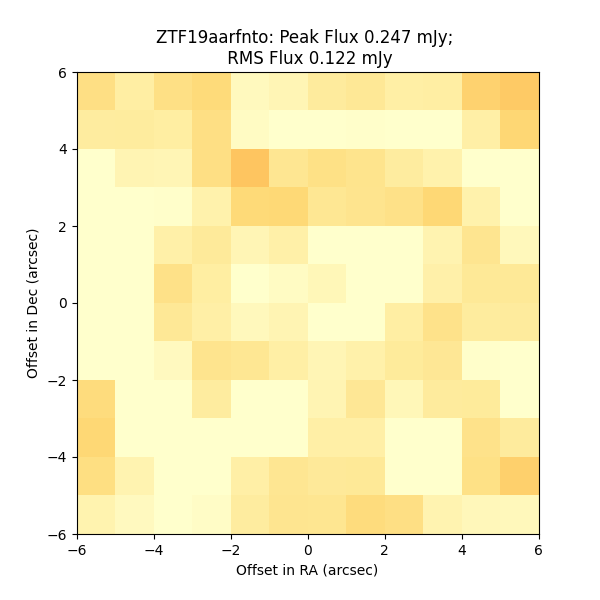 ZTF19aarfnto: Peak Flux 0.247 mJy;
RMS Flux 0.122 mJy
6
4
2
0
−2
−4
−6
Offset in Dec (arcsec)
−6 −4 −2 0 2 4 6
Offset in RA (arcsec)